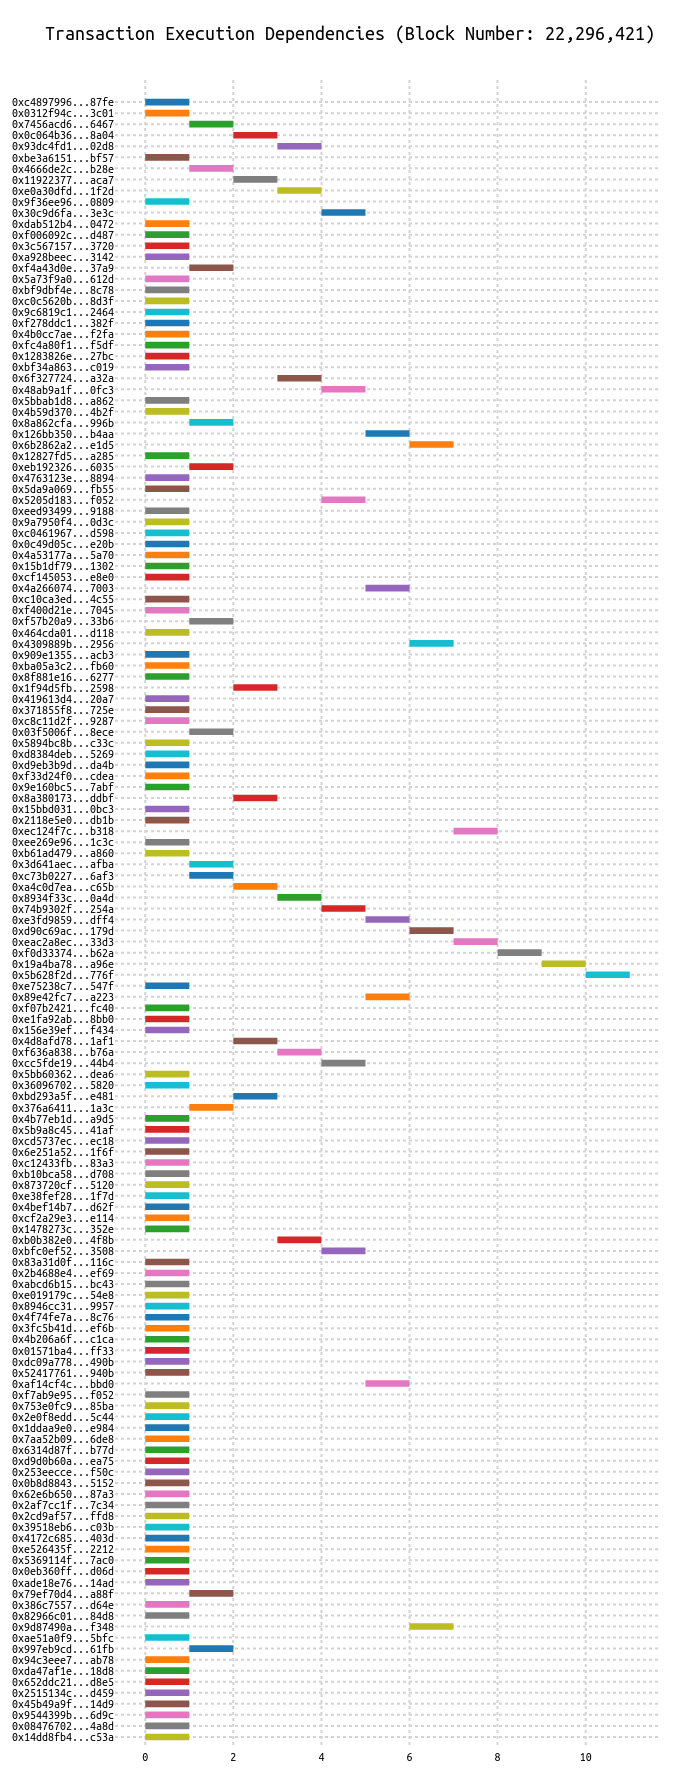 Transaction Execution Dependencies (Block Number: 22,296,421)
0xc4897996...87fe
0x0312f94c...3c01
0x7456acd6...6467
0x0c064b36...8a04
0x93dc4fd1...02d8
0xbe3a6151...bf57
0x4666de2c...b28e
0x11922377...aca7
0xe0a30dfd...1f2d
0x9f36ee96...0809
0x30c9d6fa...3e3c
0xdab512b4...0472
0xf006092c...d487
0x3c567157...3720
0xa928beec...3142
0xf4a43d0e...37a9
0x5a73f9a0...612d
0xbf9dbf4e...8c78
0xc0c5620b...8d3f
0x9c6819c1...2464
0xf278ddc1...382f
0x4b0cc7ae...f2fa
0xfc4a80f1...f5df
0x1283826e...27bc
0xbf34a863...c019
0x6f327724...a32a
0x48ab9a1f...0fc3
0x5bbab1d8...a862
0x4b59d370...4b2f
0x8a862cfa...996b
0x126bb350...b4aa
0x6b2862a2...e1d5
0x12827fd5...a285
0xeb192326...6035
0x4763123e...8894
0x5da9a069...fb55
0x5205d183...f052
0xeed93499...9188
0x9a7950f4...0d3c
0xc0461967...d598
0x0c49d05c...e20b
0x4a53177a...5a70
0x15b1df79...1302
0xcf145053...e8e0
0x4a266074...7003
0xc10ca3ed...4c55
0xf400d21e...7045
0xf57b20a9...33b6
0x464cda01...d118
0x4309889b...2956
0x909e1355...acb3
0xba05a3c2...fb60
0x8f881e16...6277
0x1f94d5fb...2598
0x419613d4...20a7
0x371855f8...725e
0xc8c11d2f...9287
0x03f5006f...8ece
0x5894bc8b...c33c
0xd8384deb...5269
0xd9eb3b9d...da4b
0xf33d24f0...cdea
0x9e160bc5...7abf
0x8a380173...ddbf
0x15bbd031...0bc3
0x2118e5e0...db1b
0xec124f7c...b318
0xee269e96...1c3c
0xb61ad479...a860
0x3d641aec...afba
0xc73b0227...6af3
0xa4c0d7ea...c65b
0x8934f33c...0a4d
0x74b9302f...254a
0xe3fd9859...dff4
0xd90c69ac...179d
0xeac2a8ec...33d3
0xf0d33374...b62a
0x19a4ba78...a96e
0x5b628f2d...776f
0xe75238c7...547f
0x89e42fc7...a223
0xf07b2421...fc40
0xe1fa92ab...8bb0
0x156e39ef...f434
0x4d8afd78...1af1
0xf636a838...b76a
0xcc5fde19...44b4
0x5bb60362...dea6
0x36096702...5820
0xbd293a5f...e481
0x376a6411...1a3c
0x4b77eb1d...a9d5
0x5b9a8c45...41af
0xcd5737ec...ec18
0x6e251a52...1f6f
0xc12433fb...83a3
0xb10bca58...d708
0x873720cf...5120
0xe38fef28...1f7d
0x4bef14b7...d62f
0xcf2a29e3...e114
0x1478273c...352e
0xb0b382e0...4f8b
0xbfc0ef52...3508
0x83a31d0f...116c
0x2b4688e4...ef69
0xabcd6b15...bc43
0xe019179c...54e8
0x8946cc31...9957
0x4f74fe7a...8c76
0x3fc5b41d...ef6b
0x4b206a6f...c1ca
0x01571ba4...ff33
0xdc09a778...490b
0x52417761...940b
0xaf14cf4c...bbd0
0xf7ab9e95...f052
0x753e0fc9...85ba
0x2e0f8edd...5c44
0x1ddaa9e0...e984
0x7aa52b09...6de8
0x6314d87f...b77d
0xd9d0b60a...ea75
0x253eecce...f50c
0x0b8d8843...5152
0x62e6b650...87a3
0x2af7cc1f...7c34
0x2cd9af57...ffd8
0x39518eb6...c03b
0x4172c685...403d
0xe526435f...2212
0x5369114f...7ac0
0x0eb360ff...d06d
0xade18e76...14ad
0x79ef70d4...a88f
0x386c7557...d64e
0x82966c01...84d8
0x9d87490a...f348
0xae51a0f9...5bfc
0x997eb9cd...61fb
0x94c3eee7...ab78
0xda47af1e...18d8
0x652ddc21...d8e5
0x2515134c...d459
0x45b49a9f...14d9
0x9544399b...6d9c
0x08476702...4a8d
0x14dd8fb4...c53a
0 2 4 6 8 10